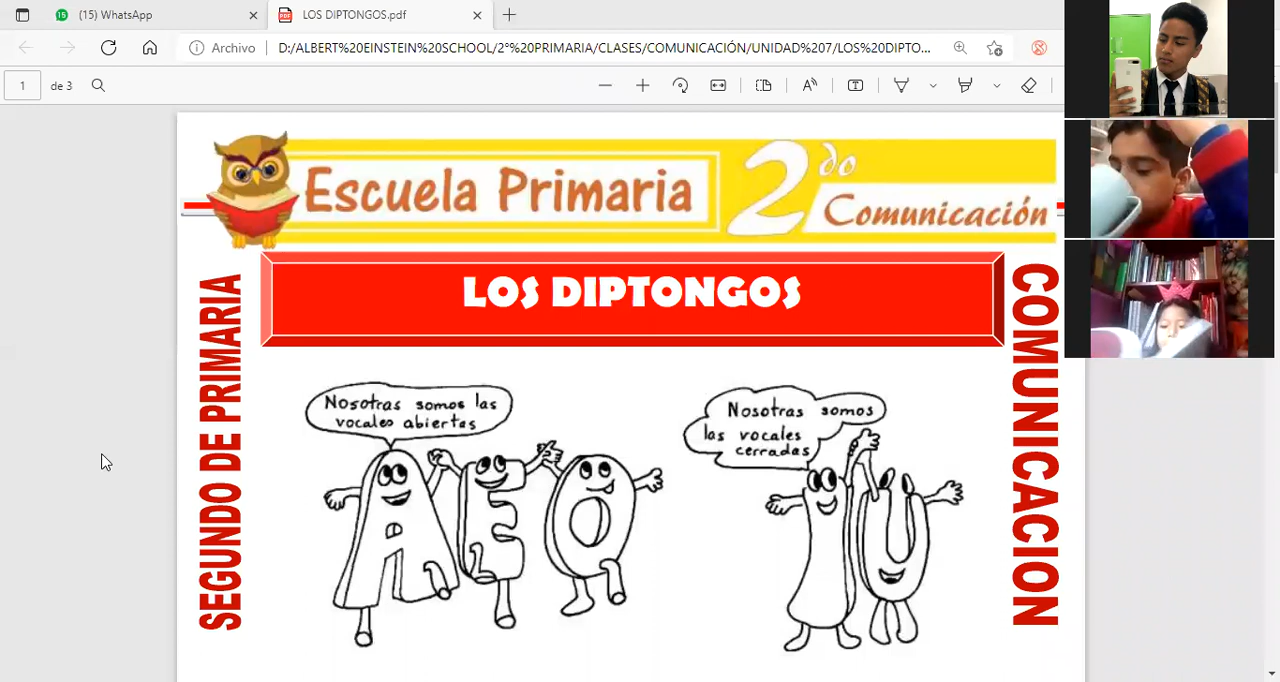 (15) WhatsApp
LOS DIPTONGOS.pdf
Archivo
D:/ALBERT%20EINSTEIN%20SCHOOL/2°%20PRIMARIA/CLASES/COMUNICACIÓN/UNIDAD%207/LOS%20DIPTO...
1 de 3
Escuela Primaria
2do
Comunicación
LOS DIPTONGOS
SEGUNDO DE PRIMARIA
COMUNICACION
Nosotras somos las
vocales abiertas
Nosotras somos
las vocales
cerradas
A E O
I U